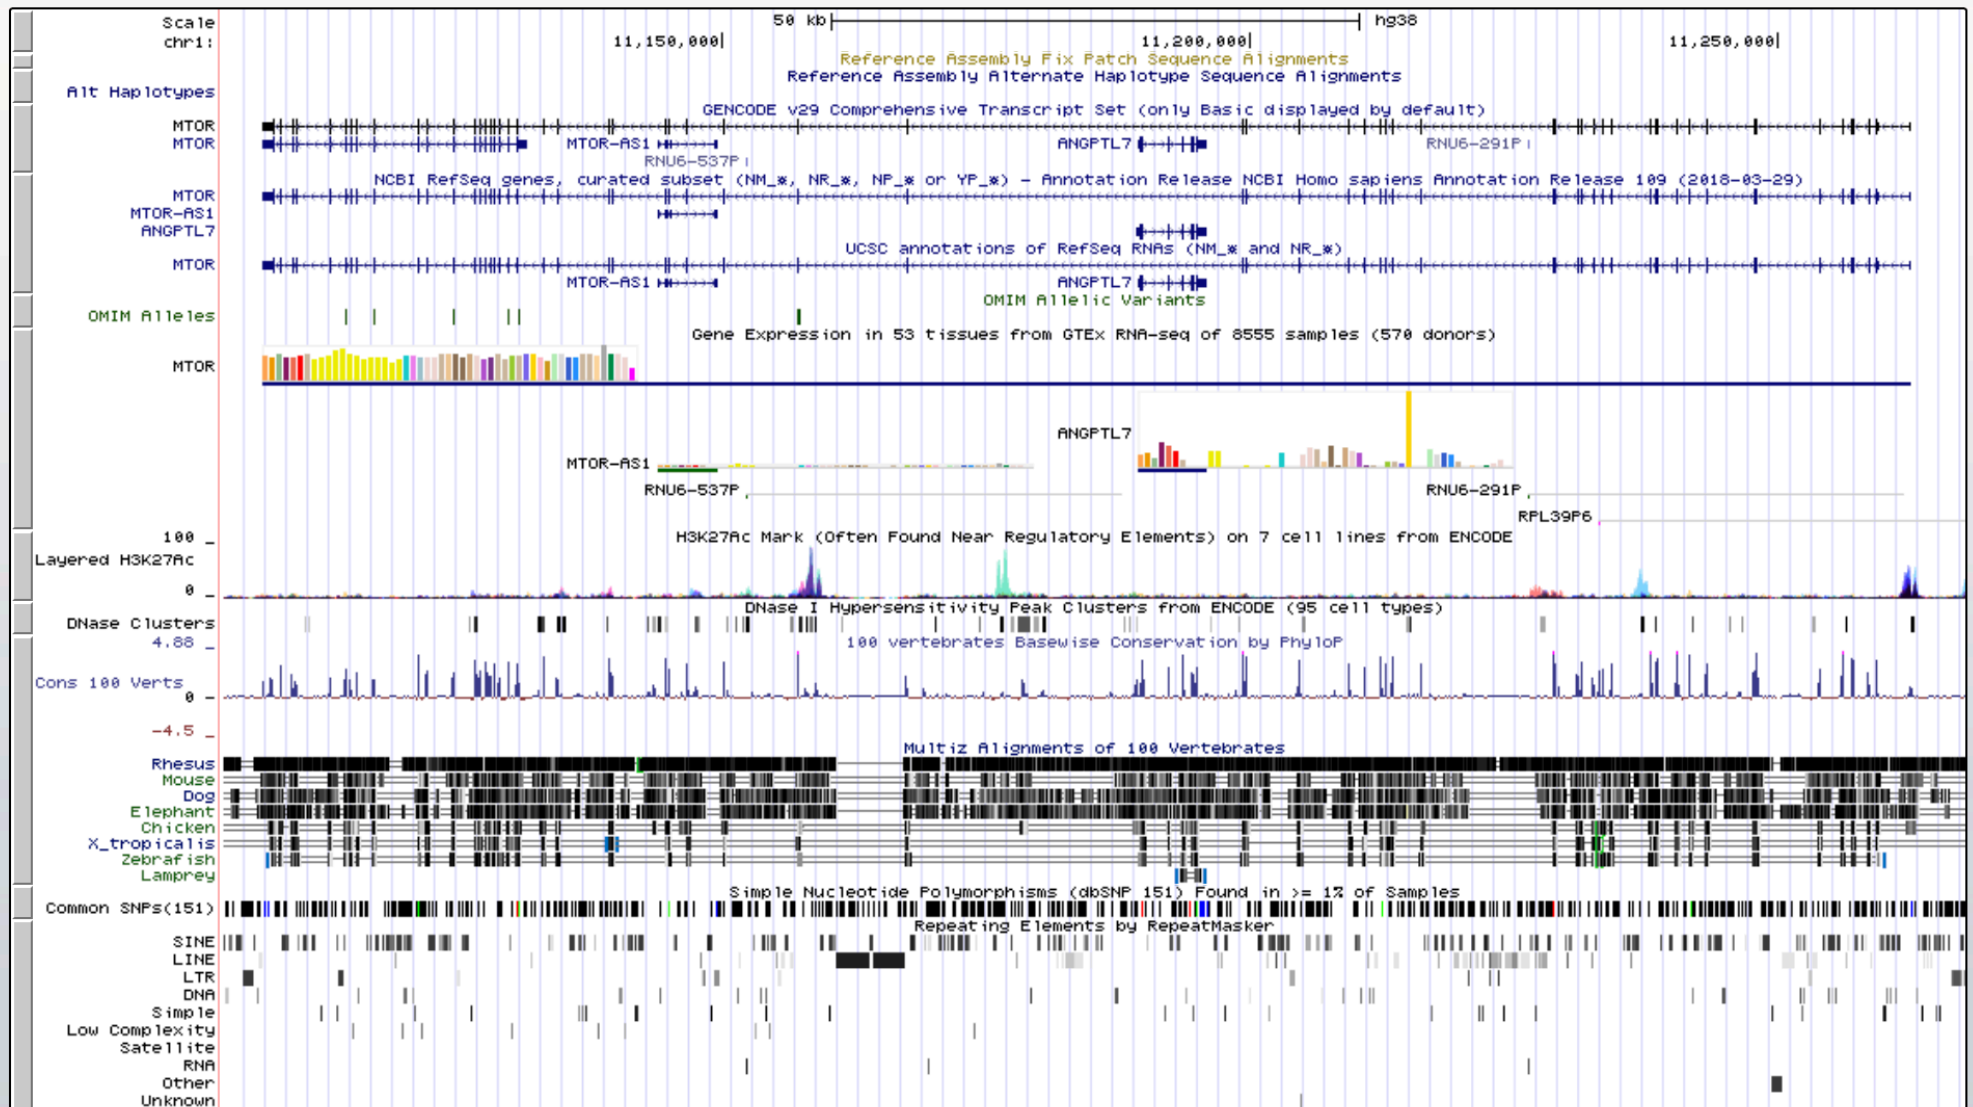 Scale 50 kb hg38
chr1: 11,150,000| 11,200,000| 11,250,000|
Reference Assembly Fix Patch Sequence Alignments
Reference Assembly Alternate Haplotype Sequence Alignments
Alt Haplotypes
GENCODE v29 Comprehensive Transcript Set (only Basic displayed by default)
MTOR
MTOR MTOR-AS1 ANGPTL7 RNU6-291P
RNU6-537P
NCBI RefSeq genes, curated subset (NM_*, NR_*, NP_* or YP_*) - Annotation Release NCBI Homo sapiens Annotation Release 109 (2018-03-29)
MTOR
MTOR-AS1
ANGPTL7
UCSC annotations of RefSeq RNAs (NM_* and NR_*)
MTOR
MTOR-AS1 ANGPTL7
OMIM Allelic Variants
OMIM Alleles
Gene Expression in 53 tissues from GTEx RNA-seq of 8555 samples (570 donors)
MTOR
ANGPTL7
MTOR-AS1
RNU6-537P RNU6-291P
RPL39P6
H3K27Ac Mark (Often Found Near Regulatory Elements) on 7 cell lines from ENCODE
100 _
Layered H3K27Ac
0 _
DNase I Hypersensitivity Peak Clusters from ENCODE (95 cell types)
DNase Clusters
100 vertebrates Basewise Conservation by PhyloP
4.88 _
Cons 100 Verts
0 _
-4.5 _
Multiz Alignments of 100 Vertebrates
Rhesus
Mouse
Dog
Elephant
Chicken
X_tropicalis
Zebrafish
Lamprey
Simple Nucleotide Polymorphisms (dbSNP 151) Found in >= 1% of Samples
Common SNPs(151)
Repeating Elements by RepeatMasker
SINE
LINE
LTR
DNA
Simple
Low Complexity
Satellite
RNA
Other
Unknown